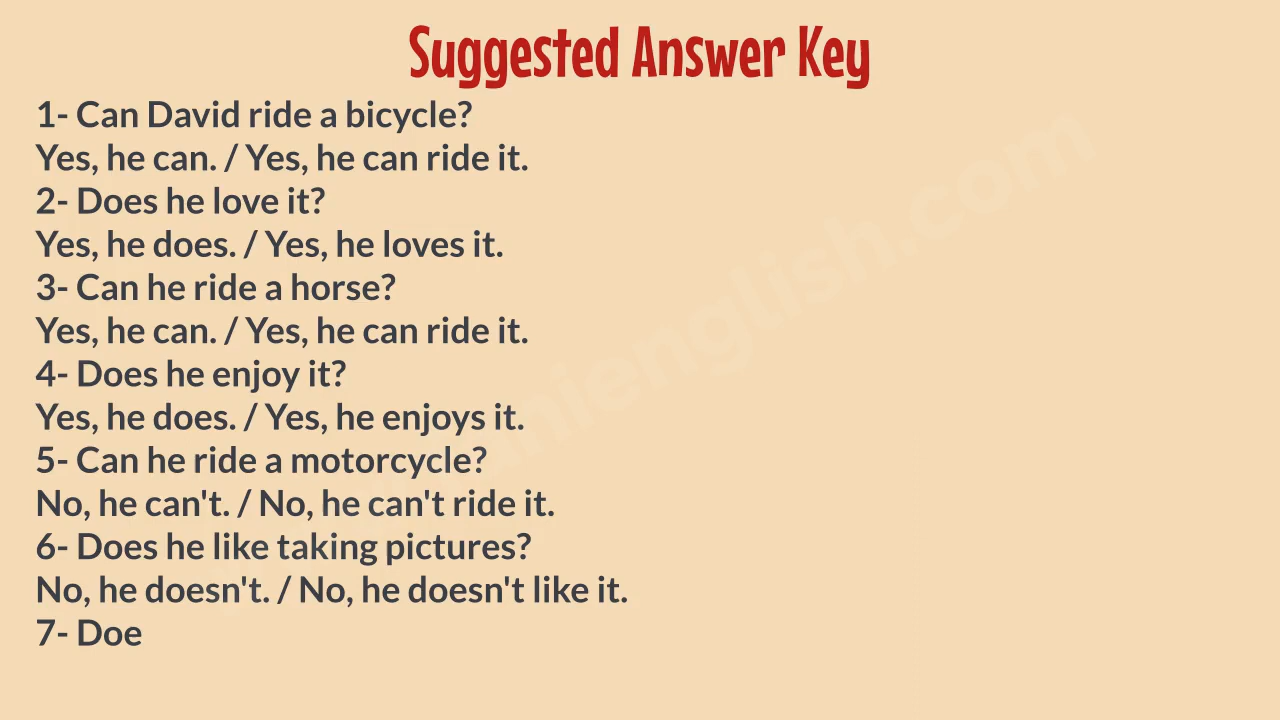 Suggested Answer Key
1- Can David ride a bicycle?
Yes, he can. / Yes, he can ride it.
2- Does he love it?
Yes, he does. / Yes, he loves it.
3- Can he ride a horse?
Yes, he can. / Yes, he can ride it.
4- Does he enjoy it?
Yes, he does. / Yes, he enjoys it.
5- Can he ride a motorcycle?
No, he can't. / No, he can't ride it.
6- Does he like taking pictures?
No, he doesn't. / No, he doesn't like it.
7- Doe